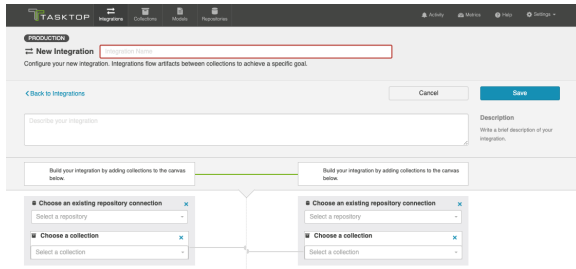 TASKTOP
Integrations
Collections
Models
Repositories
Activity
Metrics
Help
Settings
PRODUCTION
New Integration
Integration Name
Configure your new integration. Integrations flow artifacts between collections to achieve a specific goal.
Back to Integrations
Cancel
Save
Describe your integration
Description
Write a brief description of your
integration.
Build your integration by adding collections to the canvas
below.
Build your integration by adding collections to the canvas
below.
Choose an existing repository connection
Select a repository
Choose a collection
Select a collection
Choose an existing repository connection
Select a repository
Choose a collection
Select a collection